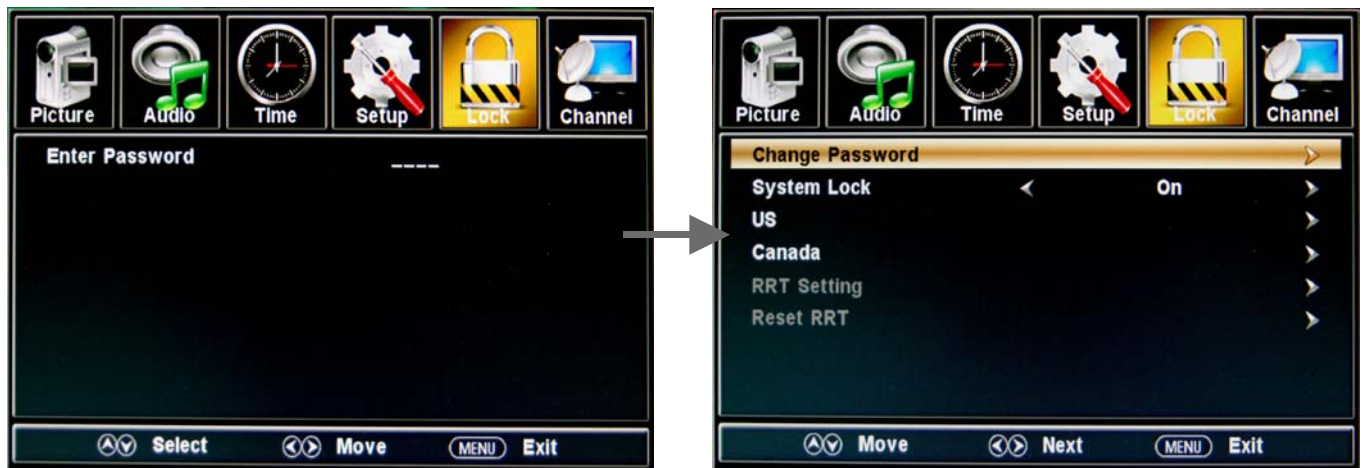 Picture Audio Time Setup Lock Channel
Enter Password ____
Select Move MENU Exit
Picture Audio Time Setup Lock Channel
Change Password
System Lock On
US
Canada
RRT Setting
Reset RRT
Move Next MENU Exit